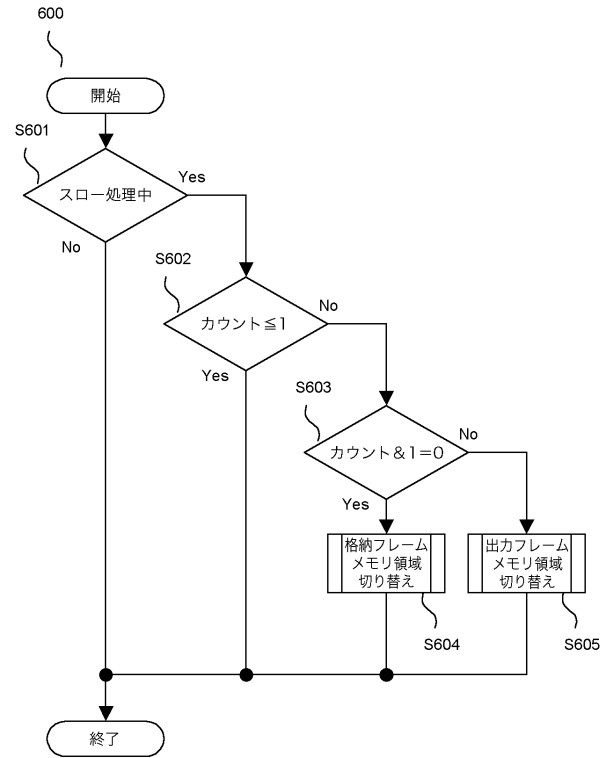 600
開始
S601
スロー処理中
Yes
No
S602
カウント≦1
No
Yes
S603
カウント＆1＝0
No
Yes
格納フレーム
メモリ領域
切り替え
出力フレーム
メモリ領域
切り替え
S604
S605
終了